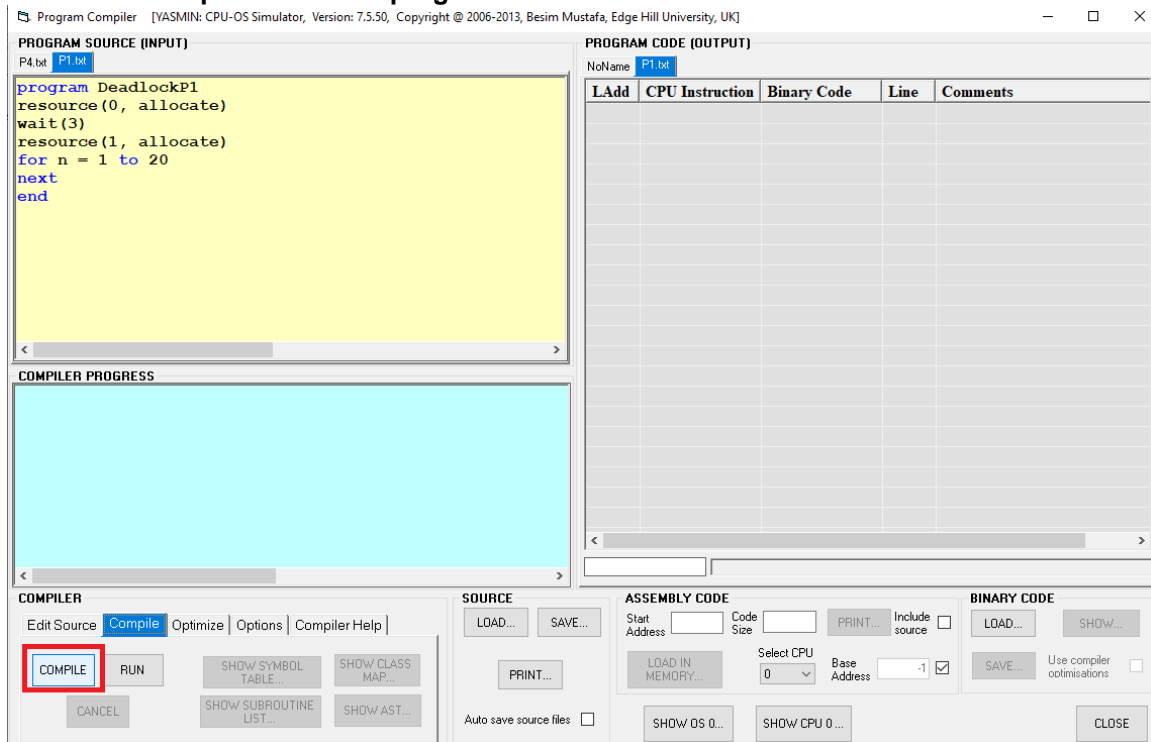 Program Compiler [YASMIN: CPU-OS Simulator, Version: 7.5.50, Copyright @ 2006-2013, Besim Mustafa, Edge Hill University, UK]
PROGRAM SOURCE (INPUT)
P4.txt P1.txt
program DeadlockP1
resource(0, allocate)
wait(3)
resource(1, allocate)
for n = 1 to 20
next
end
COMPILER PROGRESS
PROGRAM CODE (OUTPUT)
NoName P1.txt
LAdd CPU Instruction Binary Code Line Comments
COMPILER
Edit Source Compile Optimize Options Compiler Help
COMPILE RUN SHOW SYMBOL TABLE... SHOW CLASS MAP...
CANCEL SHOW SUBROUTINE LIST... SHOW AST...
SOURCE
LOAD... SAVE...
PRINT...
Auto save source files
ASSEMBLY CODE
Start Address Code Size PRINT... Include source
LOAD IN MEMORY... Select CPU 0 Base Address -1
SHOW OS 0... SHOW CPU 0 ...
BINARY CODE
LOAD... SHOW...
SAVE... Use compiler optimisations
CLOSE